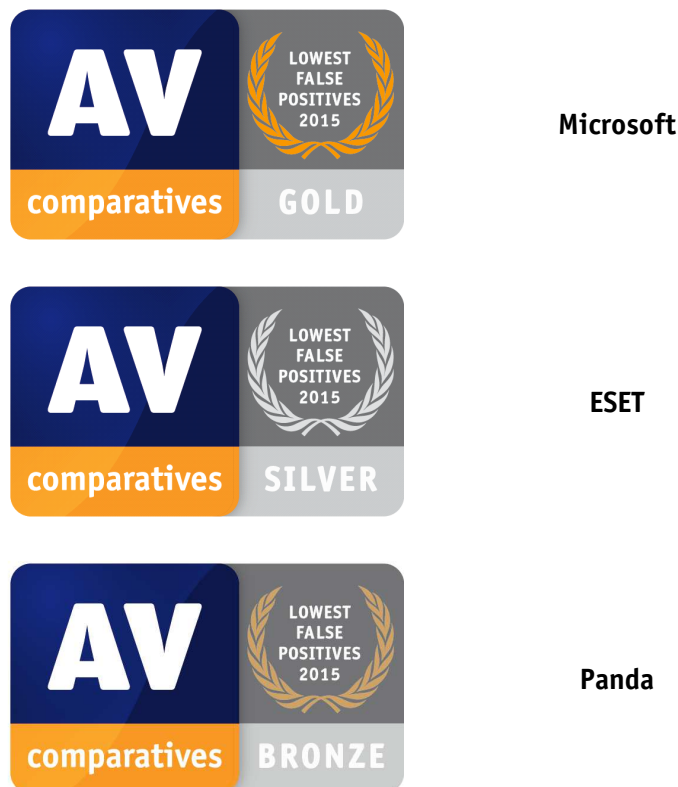 AV
LOWEST
FALSE
POSITIVES
2015
comparatives
GOLD
Microsoft
AV
LOWEST
FALSE
POSITIVES
2015
comparatives
SILVER
ESET
AV
LOWEST
FALSE
POSITIVES
2015
comparatives
BRONZE
Panda